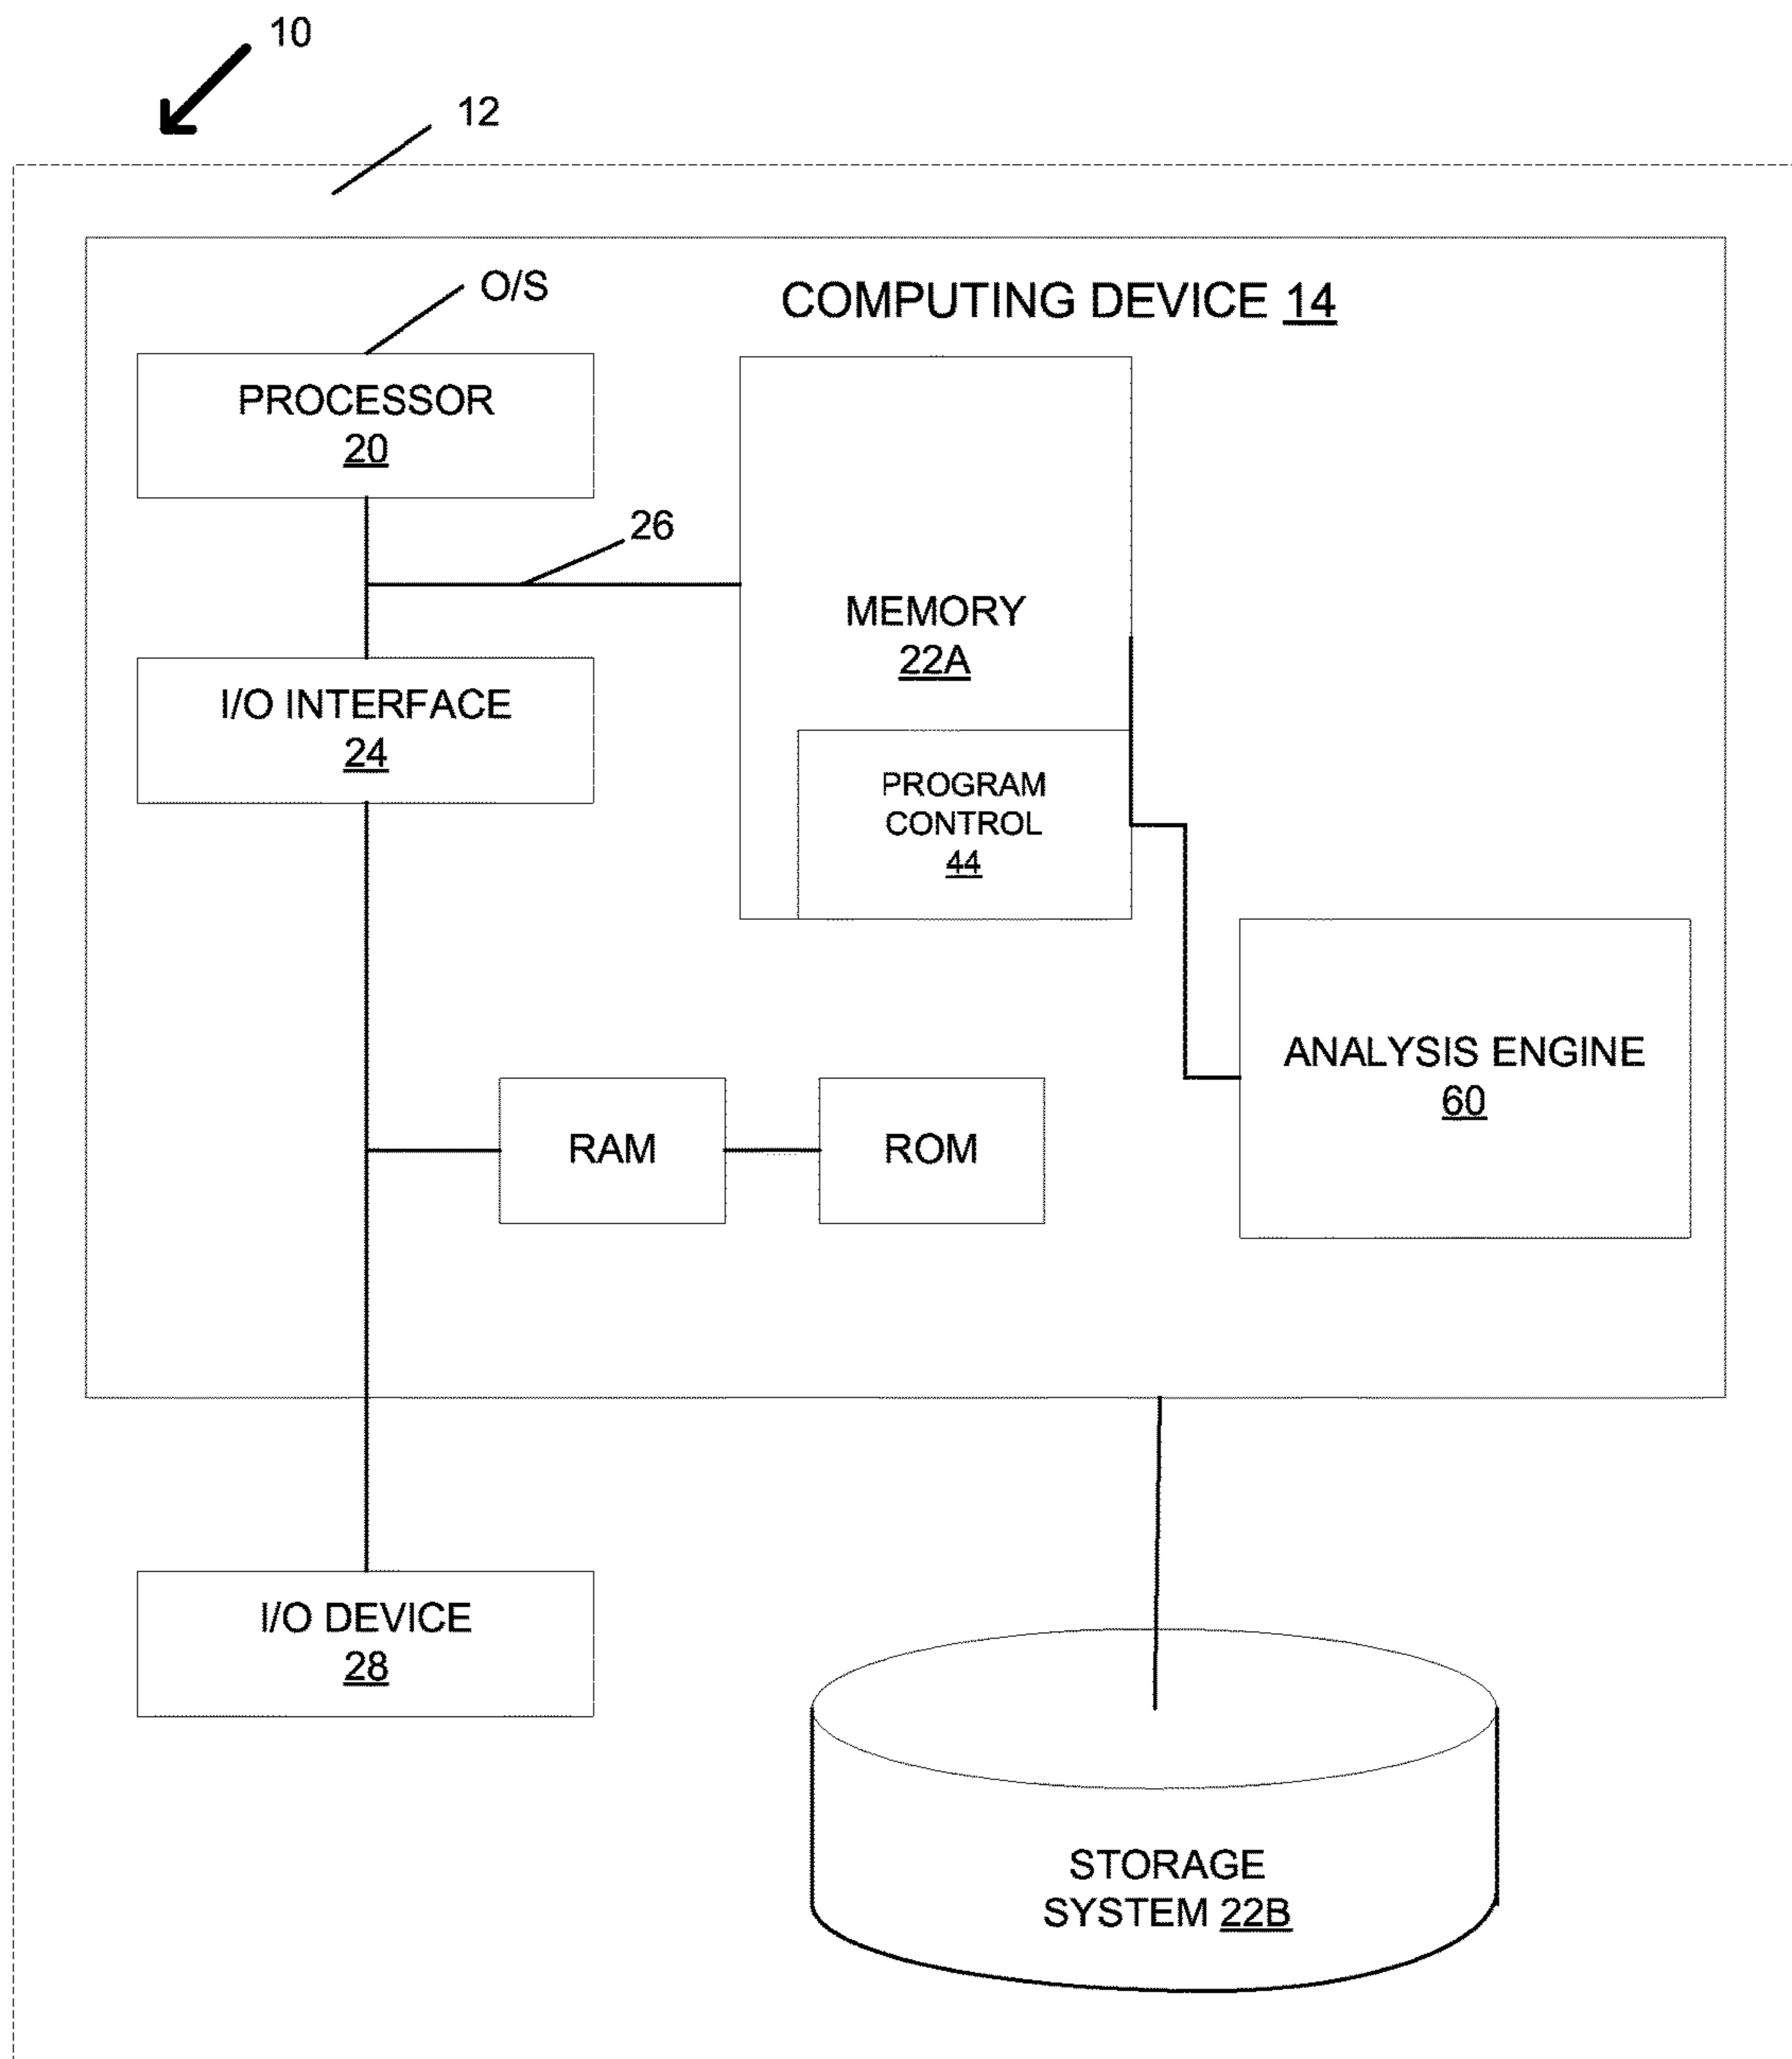 10
12
O/S
COMPUTING DEVICE 14
PROCESSOR
20
26
MEMORY
22A
I/O INTERFACE
24
PROGRAM
CONTROL
44
ANALYSIS ENGINE
60
RAM
ROM
I/O DEVICE
28
STORAGE
SYSTEM 22B